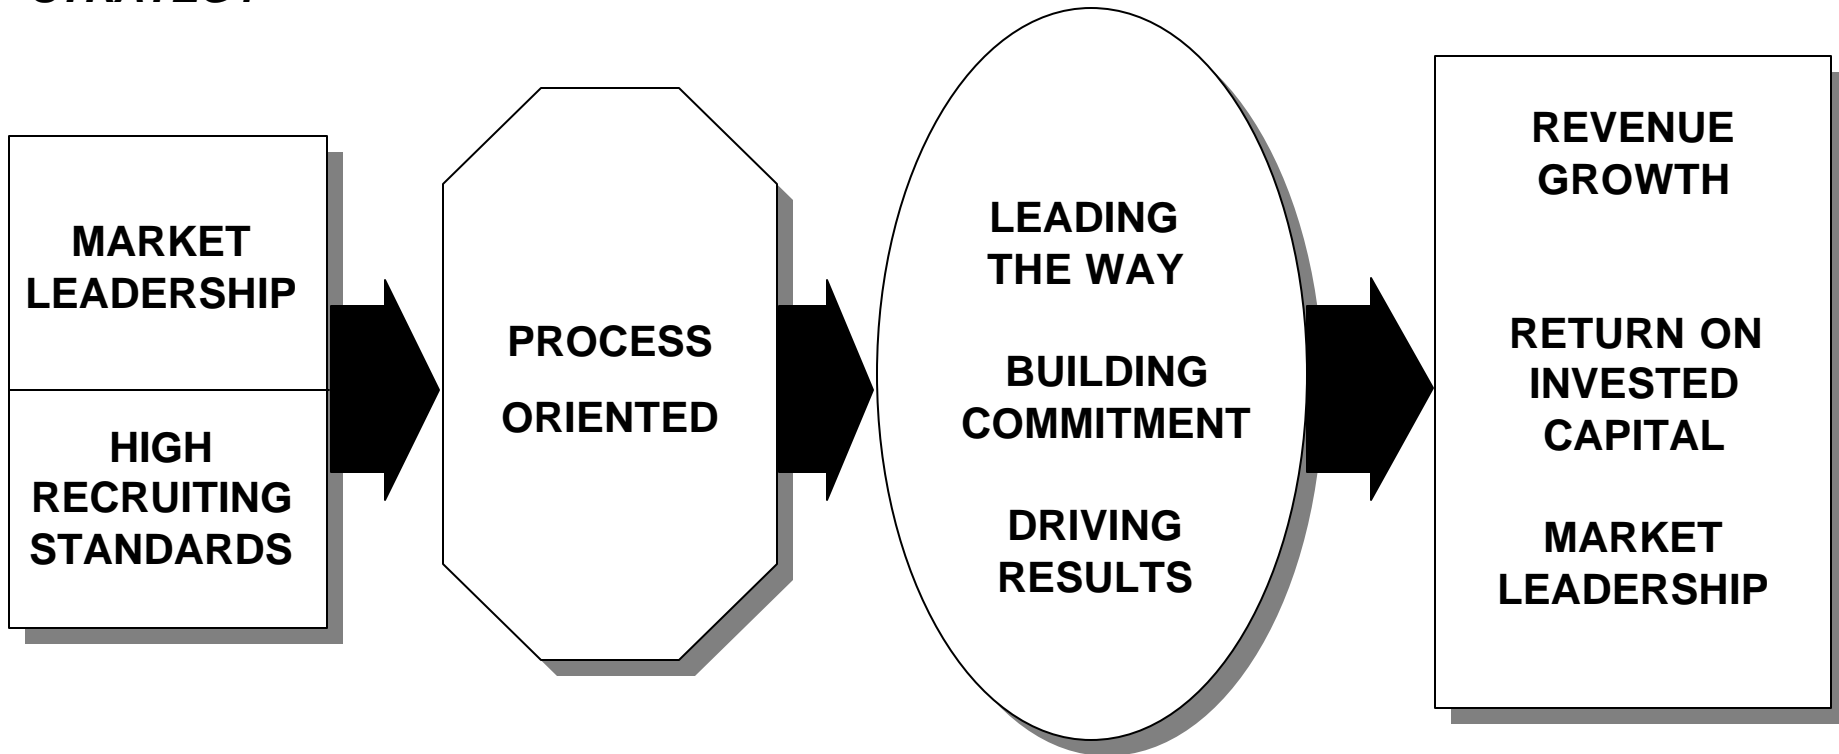 STRATEGY
MARKET
LEADERSHIP
HIGH
RECRUITING
STANDARDS
PROCESS
ORIENTED
LEADING
THE WAY
BUILDING
COMMITMENT
DRIVING
RESULTS
REVENUE
GROWTH
RETURN ON
INVESTED
CAPITAL
MARKET
LEADERSHIP